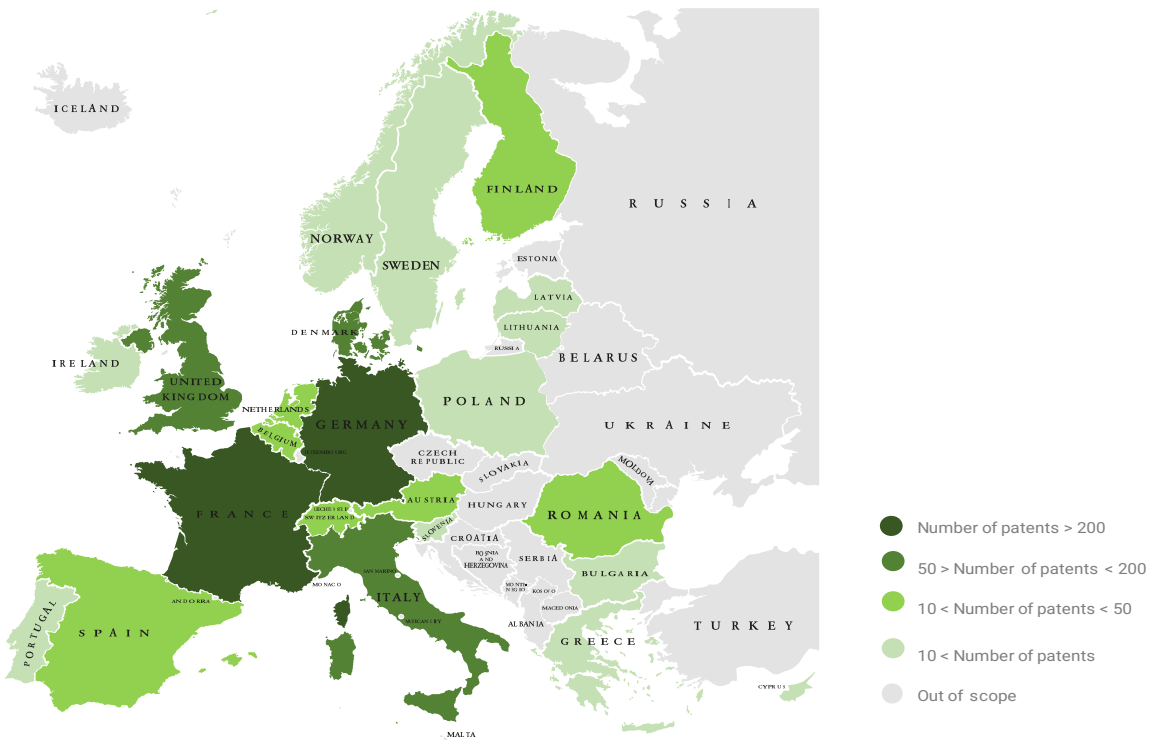 ICELAND
RUSSIA
FINLAND
NORWAY
SWEDEN
ESTONIA
LATVIA
LITHUANIA
RUSSIA
DENMARK
IRELAND
UNITED
KINGDOM
BELARUS
NETHERLANDS
BELGIUM
GERMANY
POLAND
UKRAINE
CZECH
REPUBLIC
SLOVAKIA
MOLDOVA
FRANCE
SWITZERLAND
AUSTRIA
HUNGARY
ROMANIA
SLOVENIA
CROATIA
BOSNIA
AND
HERZEGOVINA
SERBIA
BULGARIA
SAN MARINO
MONACO
ITALY
VATICAN CITY
KOSOVO
MACEDONIA
ALBANIA
GREECE
TURKEY
ANDORRA
PORTUGAL
SPAIN
CYPRUS
MALTA
Number of patents > 200
50 > Number of patents < 200
10 < Number of patents < 50
10 < Number of patents
Out of scope